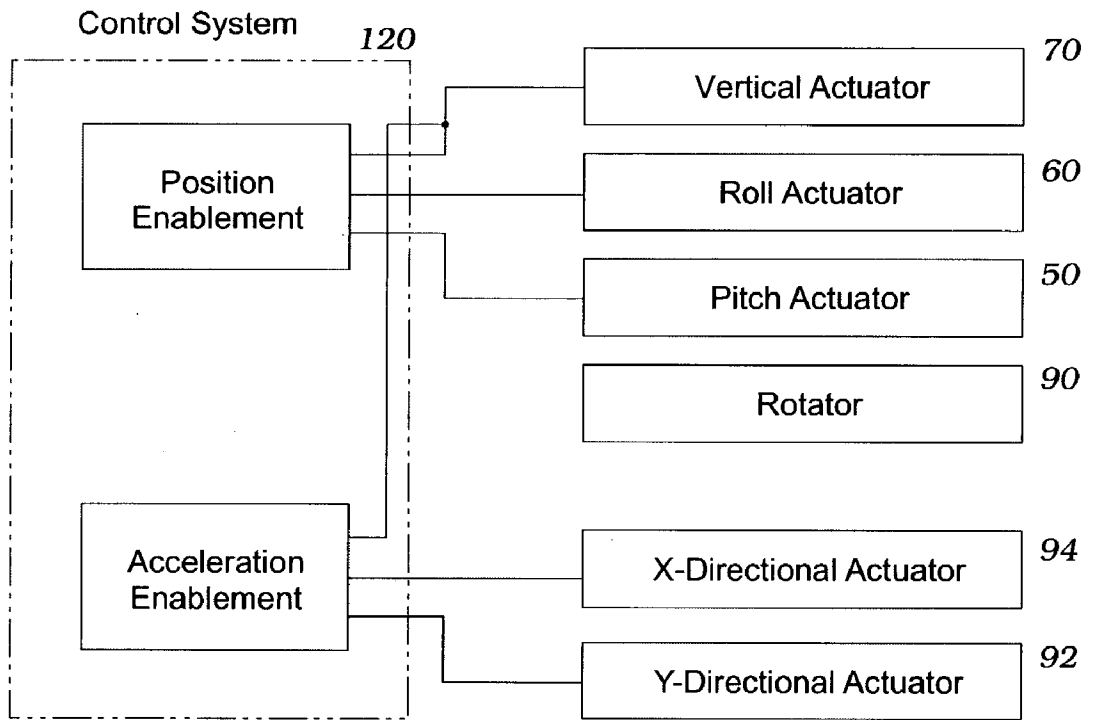 Control System
120
70
Vertical Actuator
60
Position
Enablement
Roll Actuator
50
Pitch Actuator
90
Rotator
94
Acceleration
Enablement
X-Directional Actuator
92
Y-Directional Actuator